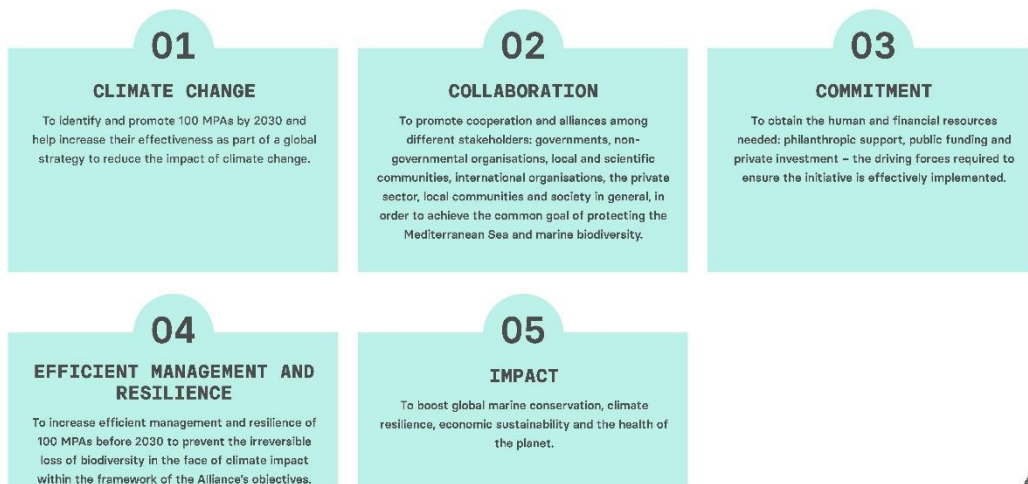 01
CLIMATE CHANGE
To identify and promote 100 MPAs by 2030 and
help increase their effectiveness as part of a global
strategy to reduce the impact of climate change.
02
COLLABORATION
To promote cooperation and alliances among
different stakeholders: governments, non-
governmental organisations, local and scientific
communities, international organisations, the private
sector, local communities and society in general, in
order to achieve the common goal of protecting the
Mediterranean Sea and marine biodiversity.
03
COMMITMENT
To obtain the human and financial resources
needed: philanthropic support, public funding and
private investment – the driving forces required to
ensure the initiative is effectively implemented.
04
EFFICIENT MANAGEMENT AND
RESILIENCE
To increase efficient management and resilience of
100 MPAs before 2030 to prevent the irreversible
loss of biodiversity in the face of climate impact
within the framework of the Alliance's objectives.
05
IMPACT
To boost global marine conservation, climate
resilience, economic sustainability and the health of
the planet.